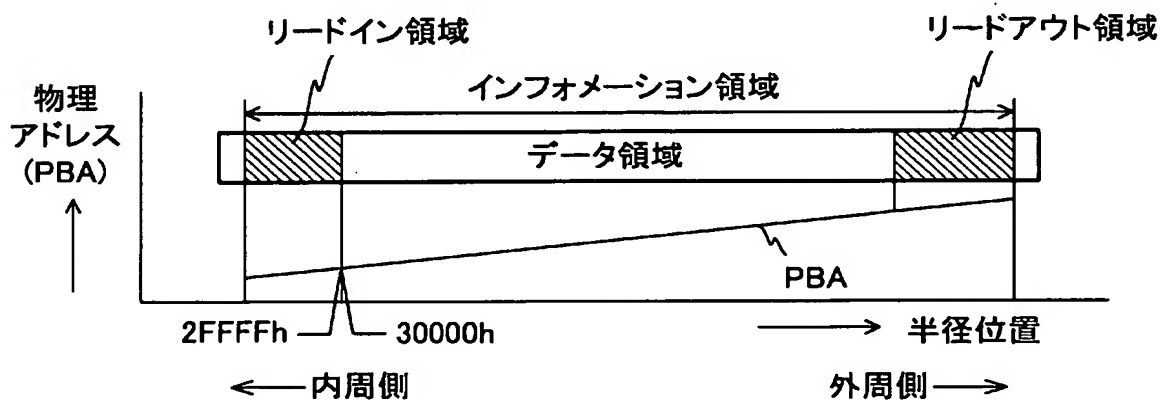 リードイン領域
リードアウト領域
インフォメーション領域
物理
アドレス
(PBA)
データ領域
PBA
2FFFFh
30000h
半径位置
内周側
外周側